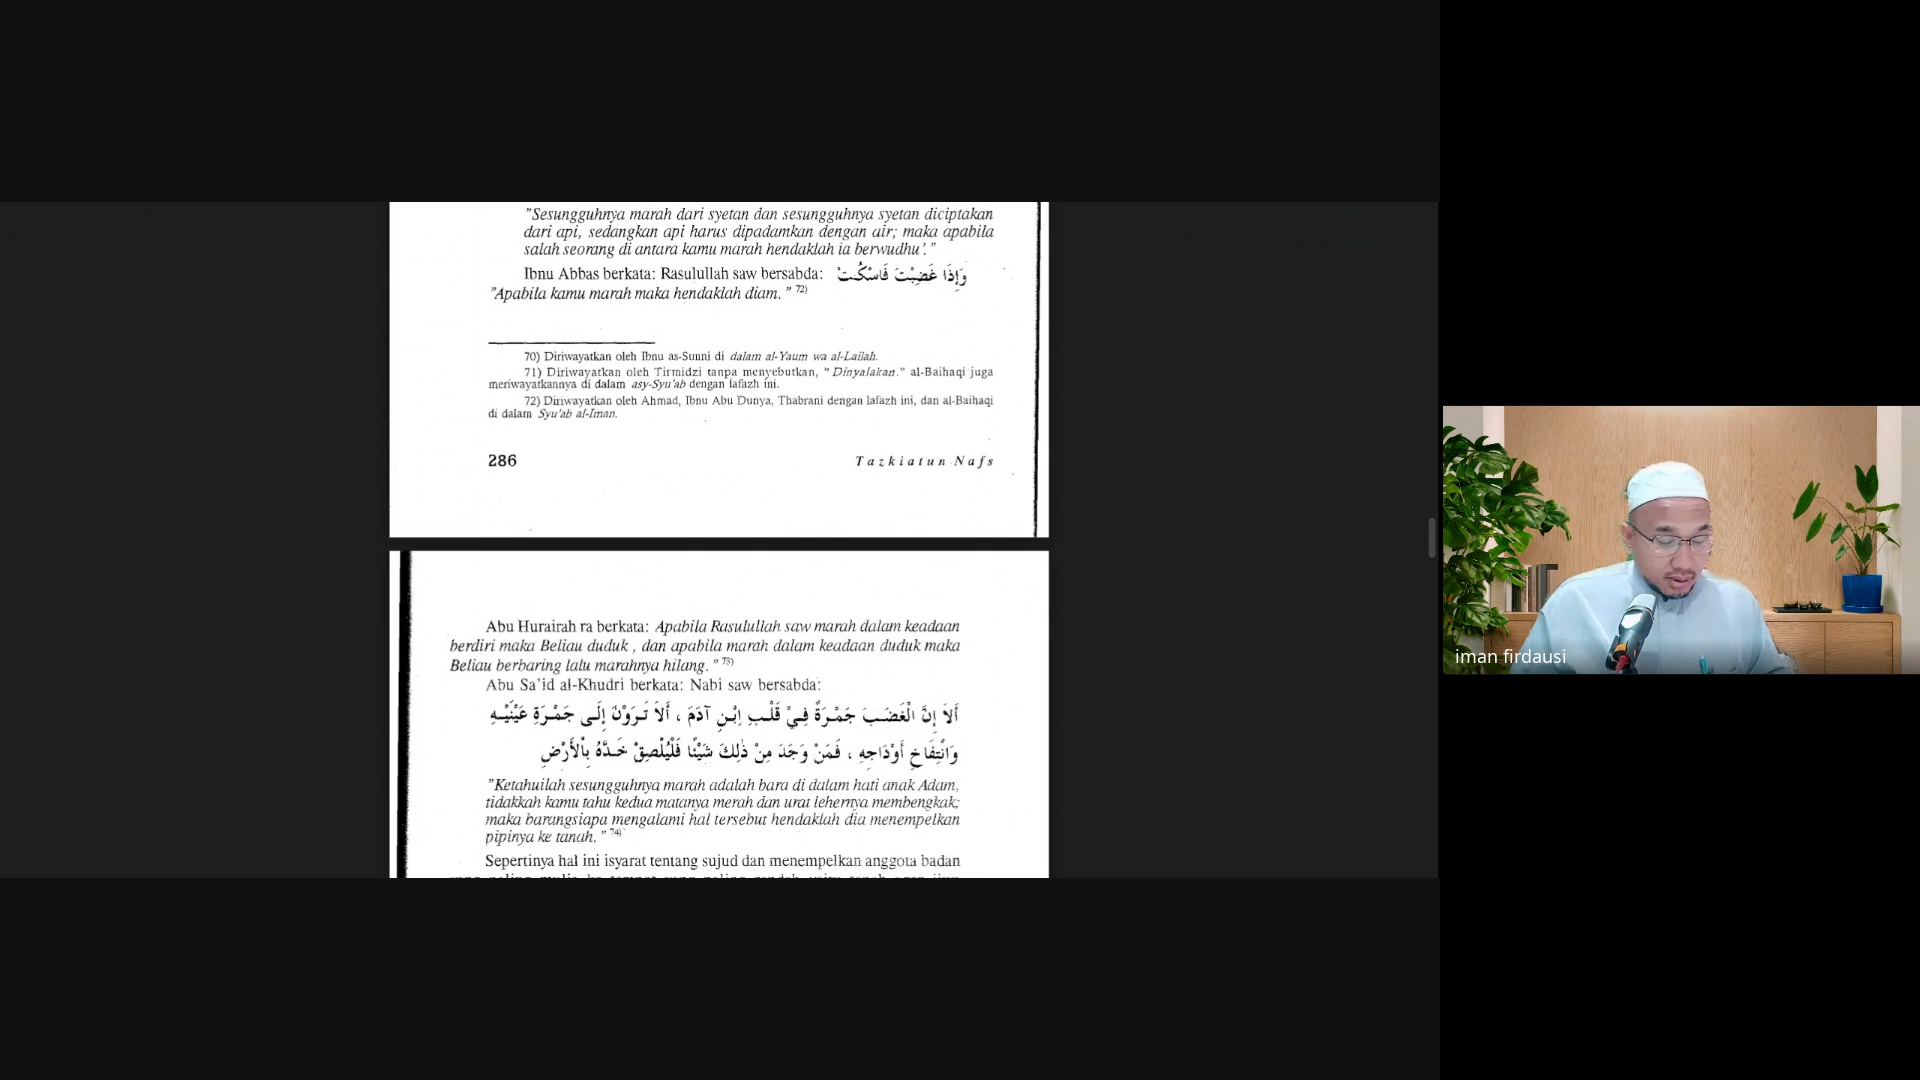 "Sesungguhnya marah dari syetan dan sesungguhnya syetan diciptakan
dari api, sedangkan api harus dipadamkan dengan air; maka apabila
salah seorang di antara kamu marah hendaklah ia berwudhu'."
Ibnu Abbas berkata: Rasulullah saw bersabda: وَإِذَا غَضِبْتَ فَاسْكُتْ
"Apabila kamu marah maka hendaklah diam." 72)
70) Diriwayatkan oleh Ibnu as-Sunni di dalam al-Yaum wa al-Lailah.
71) Diriwayatkan oleh Tirmidzi tanpa menyebutkan, "Dinyalakan." al-Baihaqi juga
meriwayatkannya di dalam asy-Syu'ab dengan lafazh ini.
72) Diriwayatkan oleh Ahmad, Ibnu Abu Dunya, Thabrani dengan lafazh ini, dan al-Baihaqi
di dalam Syu'ab al-Iman.
286 Tazkiatun Nafs
Abu Hurairah ra berkata: Apabila Rasulullah saw marah dalam keadaan
berdiri maka Beliau duduk , dan apabila marah dalam keadaan duduk maka
Beliau berbaring lalu marahnya hilang." 73)
Abu Sa'id al-Khudri berkata: Nabi saw bersabda:
أَلاَ إِنَّ الْغَضَبَ جَمْرَةٌ فِيْ قَلْبِ اِبْنِ آدَمَ ، أَلاَ تَرَوْنَ إِلَى جَمْرَةِ عَيْنَيْهِ
وَانْتِفَاخِ أَوْدَاجِهِ ، فَمَنْ وَجَدَ مِنْ ذٰلِكَ شَيْئًا فَلْيُلْصِقْ خَدَّهُ بِاْلأَرْضِ
"Ketahuilah sesungguhnya marah adalah bara di dalam hati anak Adam,
tidakkah kamu tahu kedua matanya merah dan urat lehernya membengkak;
maka barangsiapa mengalami hal tersebut hendaklah dia menempelkan
pipinya ke tanah." 74)
Sepertinya hal ini isyarat tentang sujud dan menempelkan anggota badan
iman firdausi